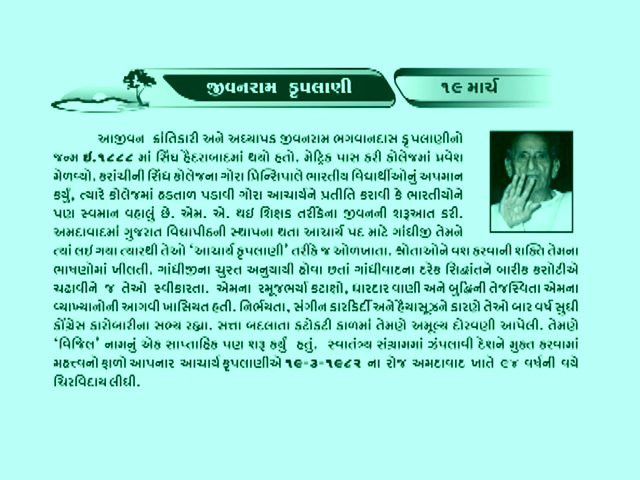 જીવનરામ કૃપલાણી
૧૯ માર્ચ
આજીવન ક્રાંતિકારી અને અધ્યાપક જીવનરામ ભગવાનદાસ કૃપલાણીનો
જન્મ ઇ.૧૮૮૮ માં સિંધ હૈદરાબાદમાં થયો હતો. મેટ્રિક પાસ કરી કોલેજમાં પ્રવેશ
મેળવ્યો. કરાંચીની સિંધ કોલેજના ગોરા પ્રિન્સિપાલે ભારતીય વિદ્યાર્થીઓનું અપમાન
કર્યું, ત્યારે કોલેજમાં હડતાળ પડાવી ગોરા આચાર્યને પ્રતીતિ કરાવી કે ભારતીયોને
પણ સ્વમાન વહાલું છે. એમ. એ. થઇ શિક્ષક તરીકેના જીવનની શરૂઆત કરી.
અમદાવાદમાં ગુજરાત વિદ્યાપીઠની સ્થાપના થતા આચાર્ય પદ માટે ગાંધીજી તેમને
ત્યાં લઇ ગયા ત્યારથી તેઓ ‘આચાર્ય કૃપલાણી’ તરીકે જ ઓળખાતા. શ્રોતાઓને વશ કરવાની શક્તિ તેમના
ભાષણોમાં ખીલતી. ગાંધીજીના ચુસ્ત અનુયાયી હોવા છતાં ગાંધીવાદના દરેક સિદ્ધાંતને બારીક કસોટીએ
ચઢાવીને જ તેઓ સ્વીકારતા. એમના રમૂજભર્યા કટાક્ષો, ધારદાર વાણી અને બુદ્ધિની તેજસ્વિતા એમના
વ્યાખ્યાનોની આગવી ખાસિયત હતી. નિર્ભયતા, સંગીન કારકિર્દી અને હૈયાસૂઝને કારણે તેઓ બાર વર્ષ સુધી
કોંગ્રેસ કારોબારીના સભ્ય રહ્યા. સત્તા બદલાતા કટોકટી કાળમાં તેમણે અમૂલ્ય દોરવણી આપેલી. તેમણે
‘વિજિલ’ નામનું એક સાપ્તાહિક પણ શરૂ કર્યું હતું. સ્વાતંત્ર્ય સંગ્રામમાં ઝંપલાવી દેશને મુક્ત કરવામાં
મહત્ત્વનો ફાળો આપનાર આચાર્ય કૃપલાણીએ ૧૯-૩-૧૯૮૨ ના રોજ અમદાવાદ ખાતે ૯૪ વર્ષની વયે
ચિરવિદાય લીધી.